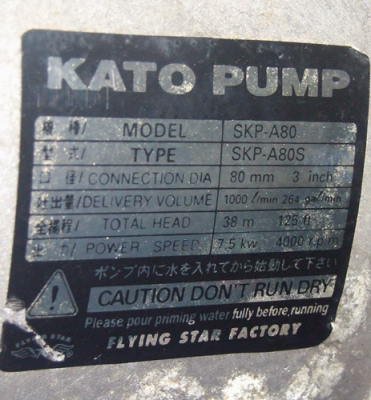 KATO PUMP
機 種/ MODEL SKP-A80
型 式/ TYPE SKP-A80S
口 径/ CONNECTION DIA 80 mm 3 inch
吐出量/ DELIVERY VOLUME 1000 ℓ/min 264 gal/min
全揚程/ TOTAL HEAD 38 m 125 ft
出 力/ POWER SPEED 7.5 kw 4000 r.p.m
ポンプ内に水を入れてから始動して下さい
CAUTION DON'T RUN DRY
Please pour priming water fully before, running
FLYING STAR
FLYING STAR FACTORY